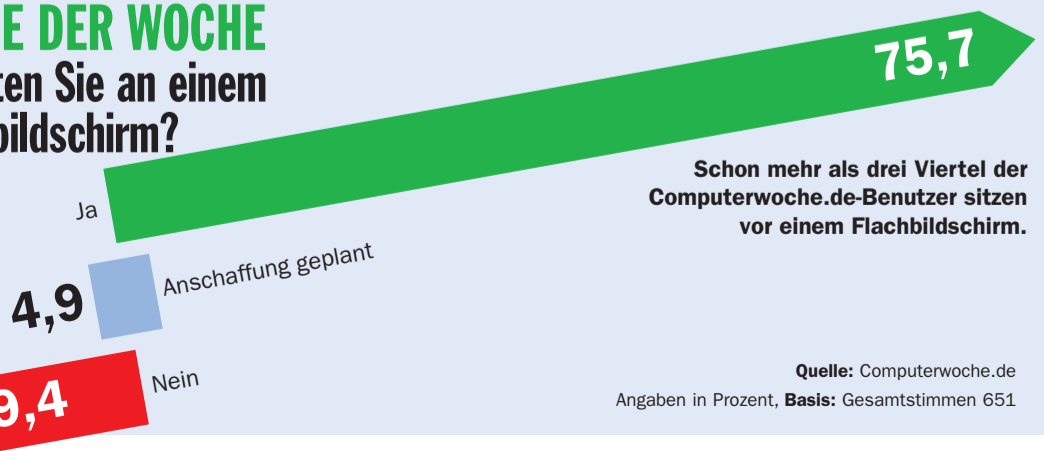 E DER WOCHE
ten Sie an einem
bildschirm?
75,7
Ja
Schon mehr als drei Viertel der
Computerwoche.de-Benutzer sitzen
vor einem Flachbildschirm.
4,9
Anschaffung geplant
9,4
Nein
Quelle: Computerwoche.de
Angaben in Prozent, Basis: Gesamtstimmen 651